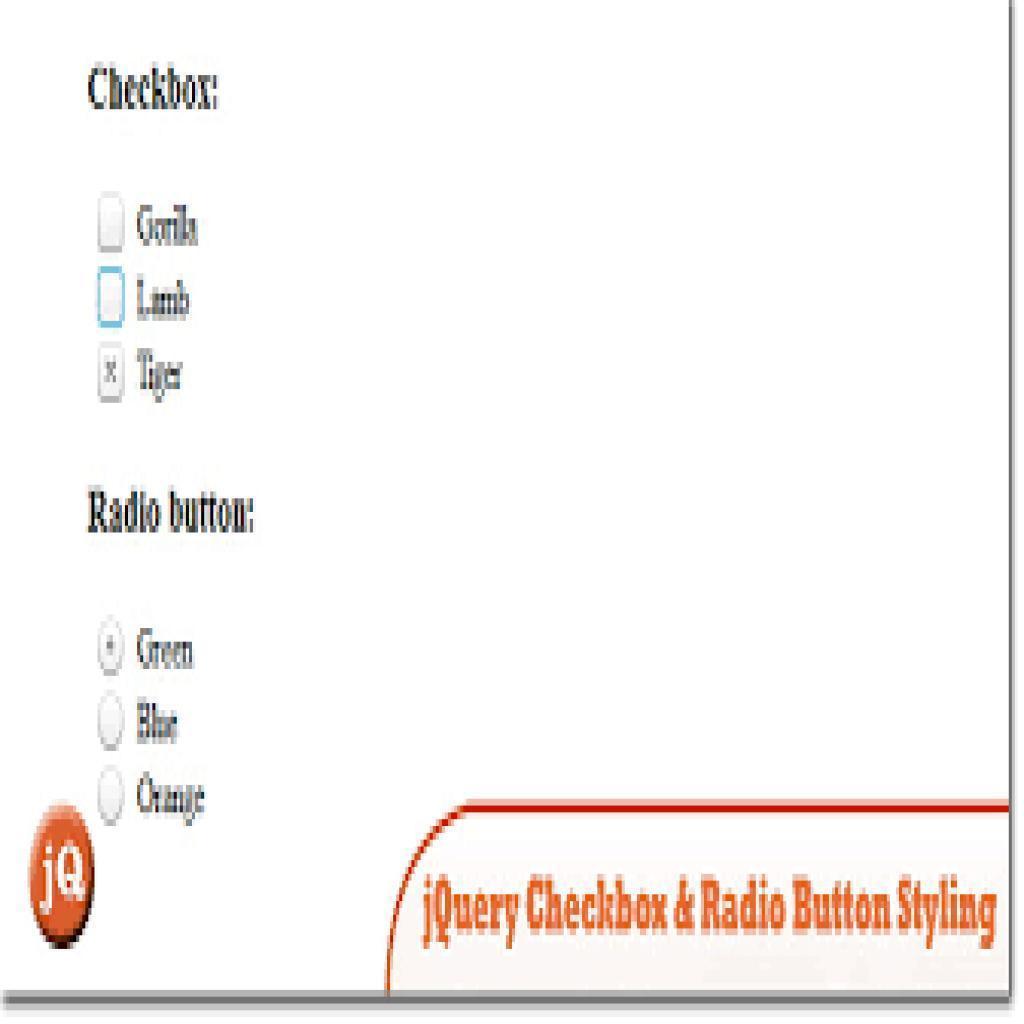 Checkbox:
Gorilla
Lamb
Tiger
Radio button:
Green
Blue
Orange
jQ
jQuery Checkbox & Radio Button Styling